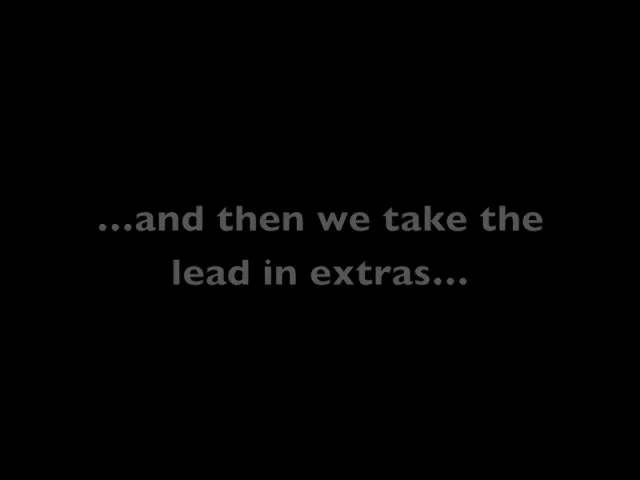 ...and then we take the
lead in extras...